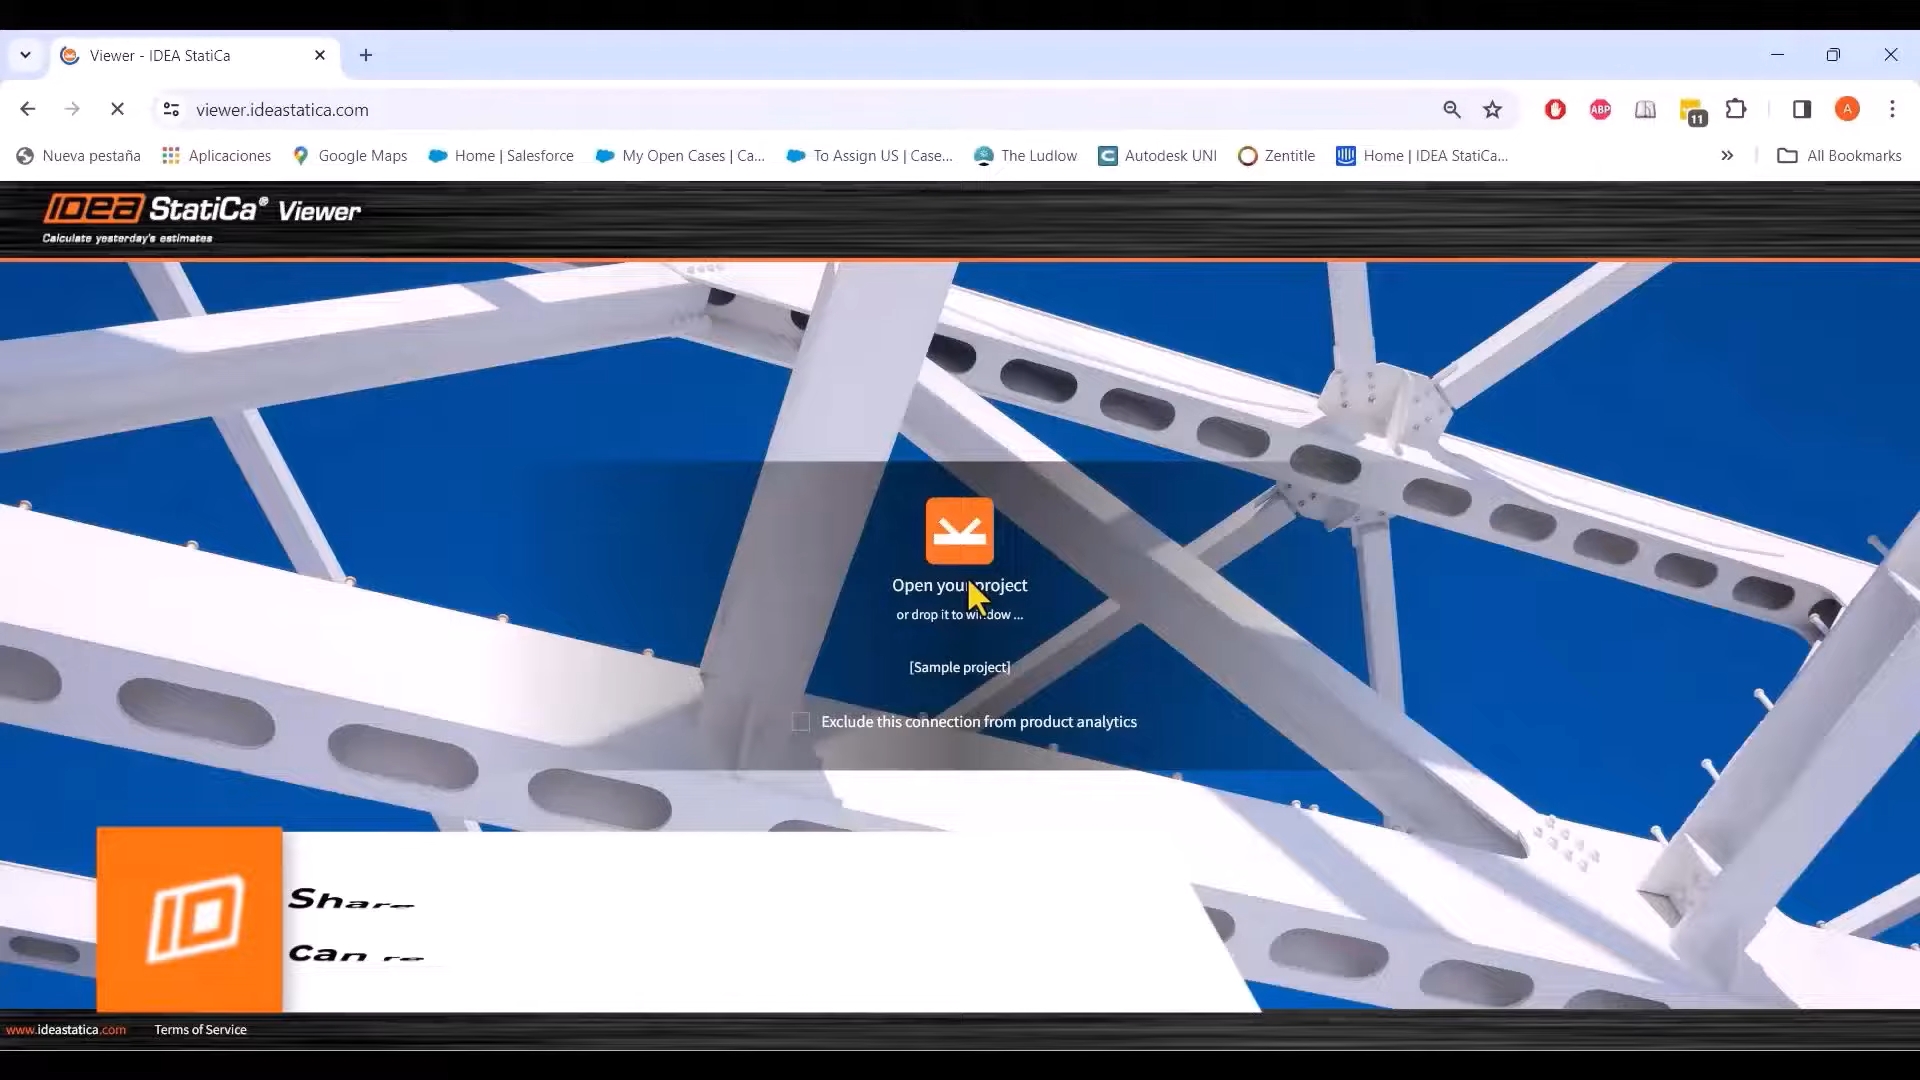 Viewer - IDEA StatiCa
viewer.ideastatica.com
11
A
Nueva pestaña
Aplicaciones
Google Maps
Home | Salesforce
My Open Cases | Ca...
To Assign US | Case...
The Ludlow
Autodesk UNI
Zentitle
Home | IDEA StatiCa...
All Bookmarks
ABP
IDEA StatiCa® Viewer
Calculate yesterday's estimates
Open your project
or drop it to window ...
[Sample project]
Exclude this connection from product analytics
Share
Can re
www.ideastatica.com
Terms of Service